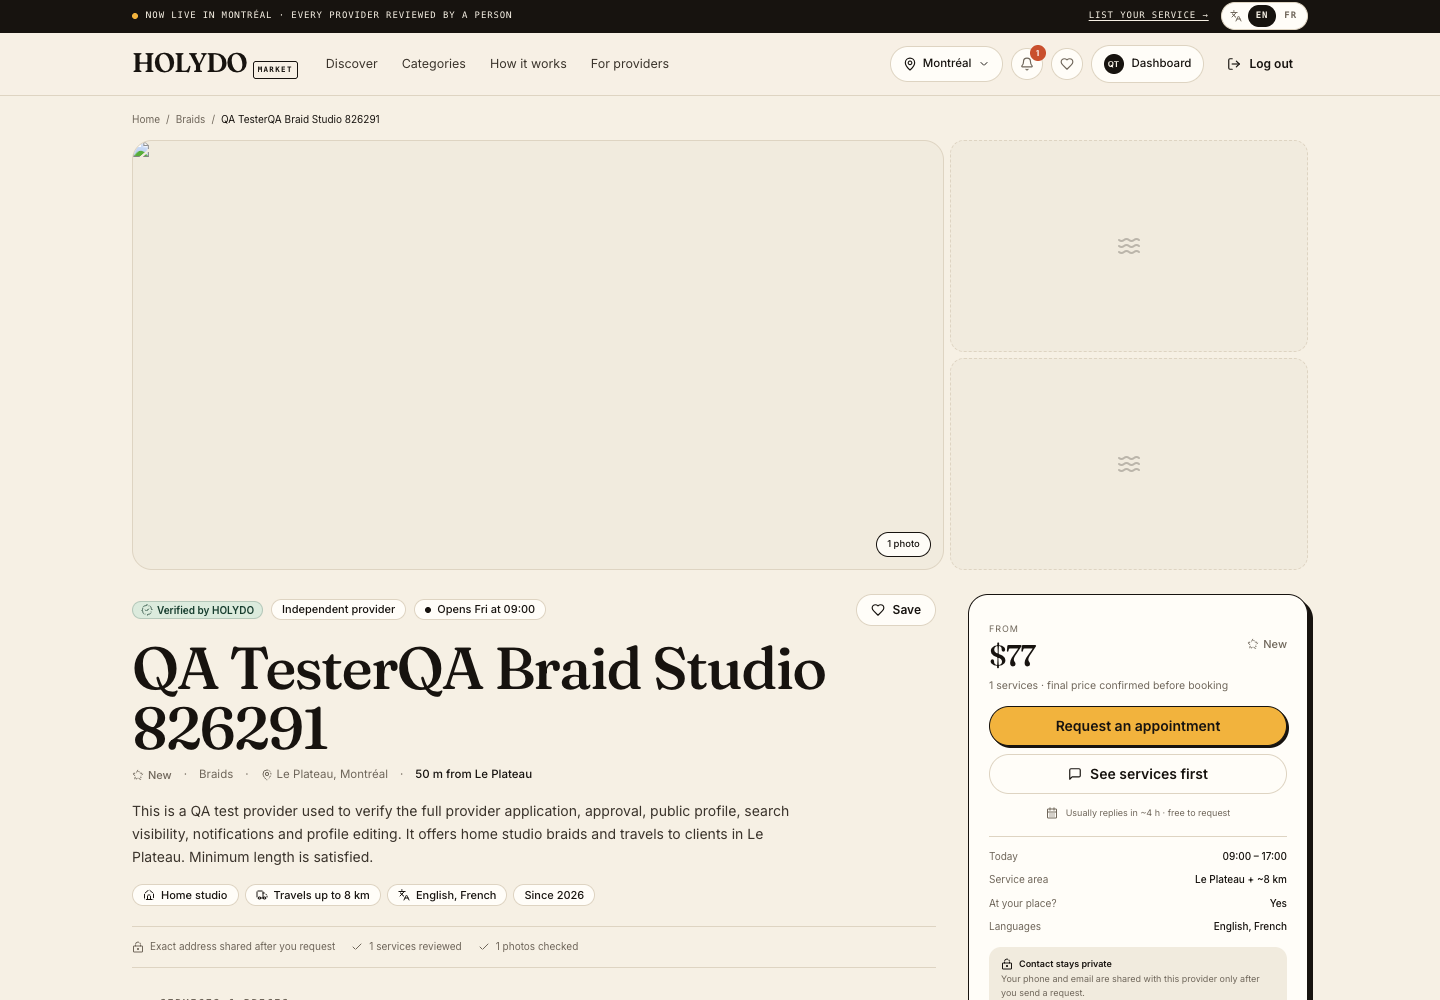 NOW LIVE IN MONTRÉAL · EVERY PROVIDER REVIEWED BY A PERSON
LIST YOUR SERVICE →
EN FR
HOLYDO MARKET
Discover
Categories
How it works
For providers
Montréal
1
QT Dashboard
Log out
Home / Braids / QA TesterQA Braid Studio 826291
1 photo
Verified by HOLYDO
Independent provider
Opens Fri at 09:00
Save
QA TesterQA Braid Studio
826291
New · Braids · Le Plateau, Montréal · 50 m from Le Plateau
This is a QA test provider used to verify the full provider application, approval, public profile, search
visibility, notifications and profile editing. It offers home studio braids and travels to clients in Le
Plateau. Minimum length is satisfied.
Home studio
Travels up to 8 km
English, French
Since 2026
Exact address shared after you request
1 services reviewed
1 photos checked
FROM
$77
New
1 services · final price confirmed before booking
Request an appointment
See services first
Usually replies in ~4 h · free to request
Today 09:00 – 17:00
Service area Le Plateau + ~8 km
At your place? Yes
Languages English, French
Contact stays private
Your phone and email are shared with this provider only after
you send a request.